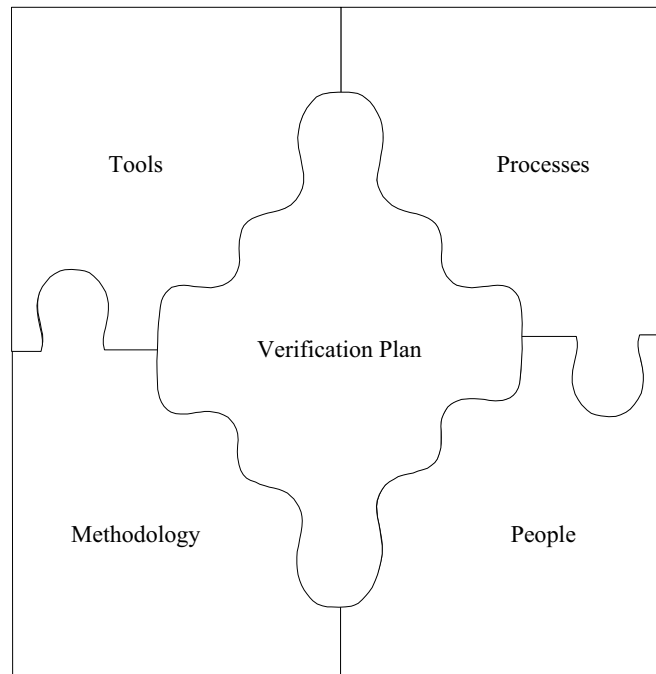 Tools
Processes
Verification Plan
Methodology
People